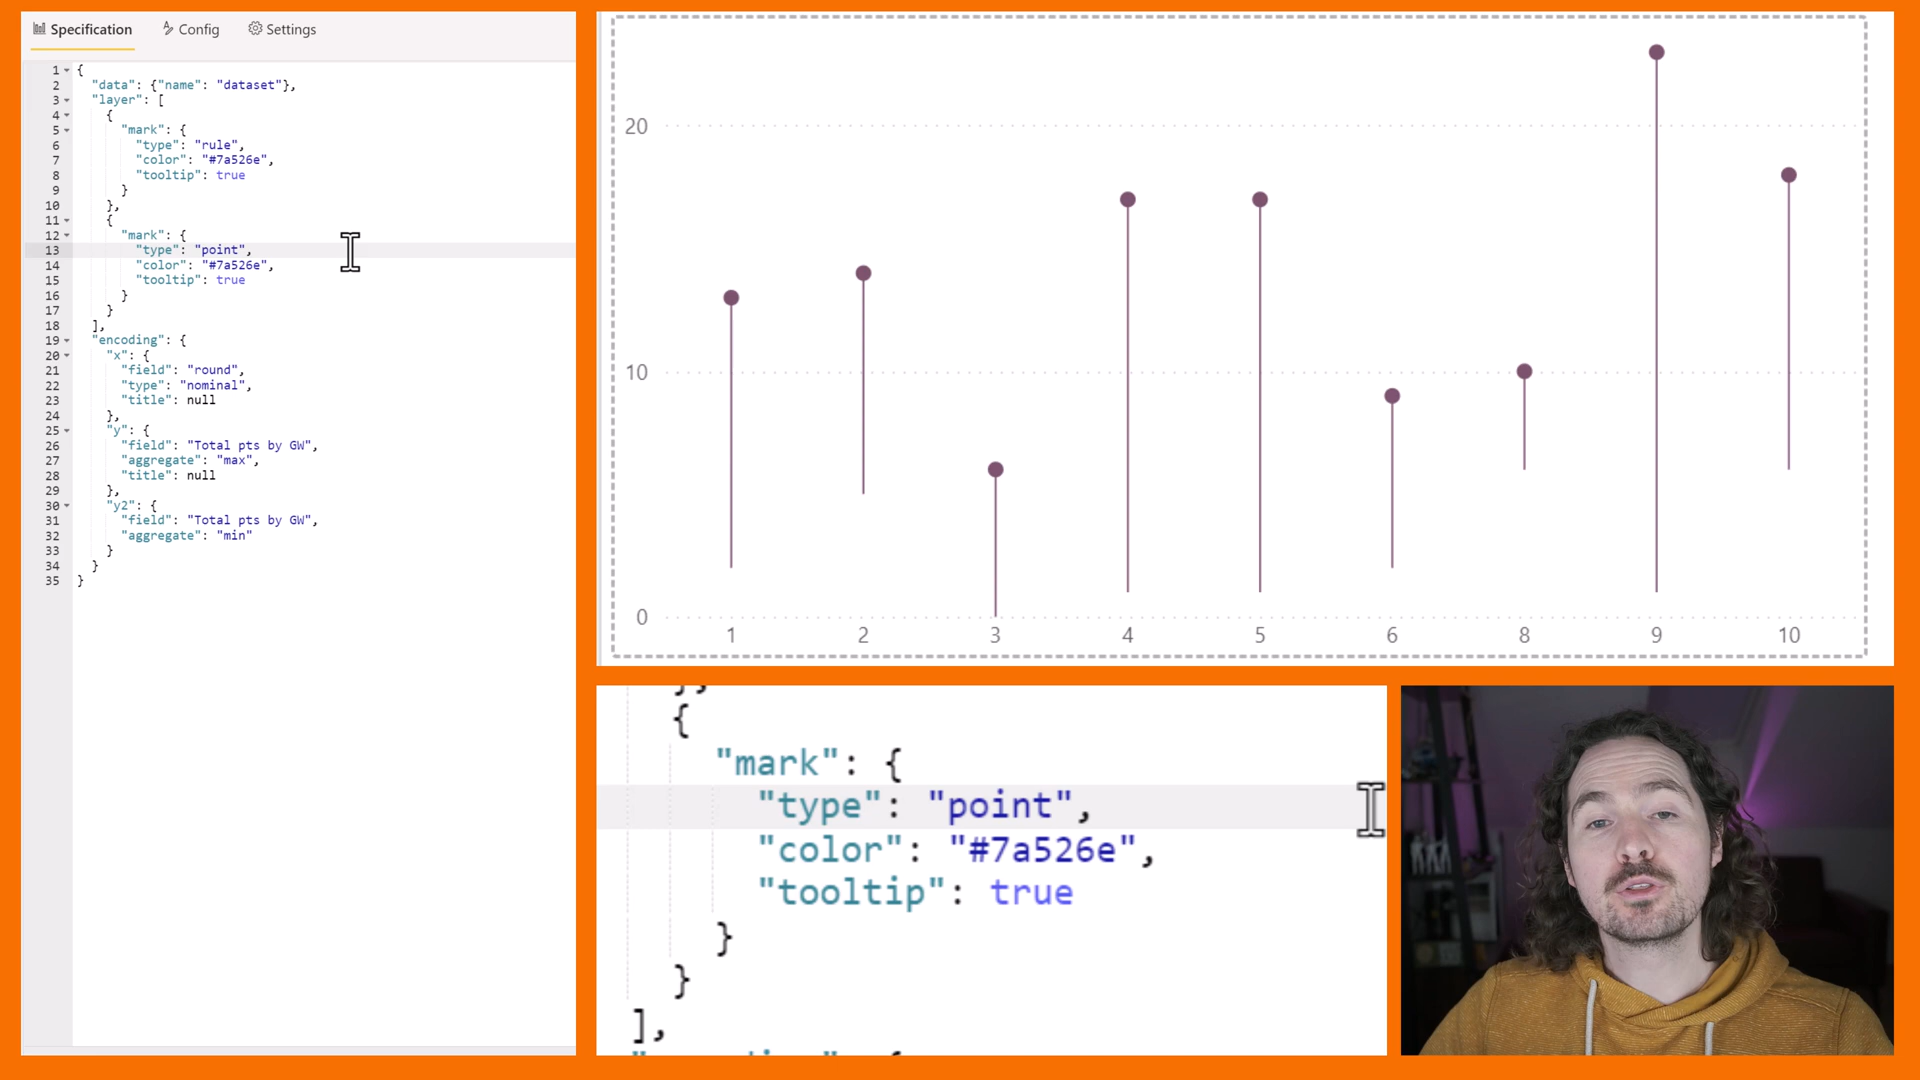 Specification Config Settings
1 {
2 "data": {"name": "dataset"},
3 "layer": [
4 {
5 "mark": {
6 "type": "rule",
7 "color": "#7a526e",
8 "tooltip": true
9 }
10 },
11 {
12 "mark": {
13 "type": "point",
14 "color": "#7a526e",
15 "tooltip": true
16 }
17 }
18 ],
19 "encoding": {
20 "x": {
21 "field": "round",
22 "type": "nominal",
23 "title": null
24 },
25 "y": {
26 "field": "Total pts by GW",
27 "aggregate": "max",
28 "title": null
29 },
30 "y2": {
31 "field": "Total pts by GW",
32 "aggregate": "min"
33 }
34 }
35 }
20
10
0
1 2 3 4 5 6 8 9 10
{
"mark": {
"type": "point",
"color": "#7a526e",
"tooltip": true
}
}
],